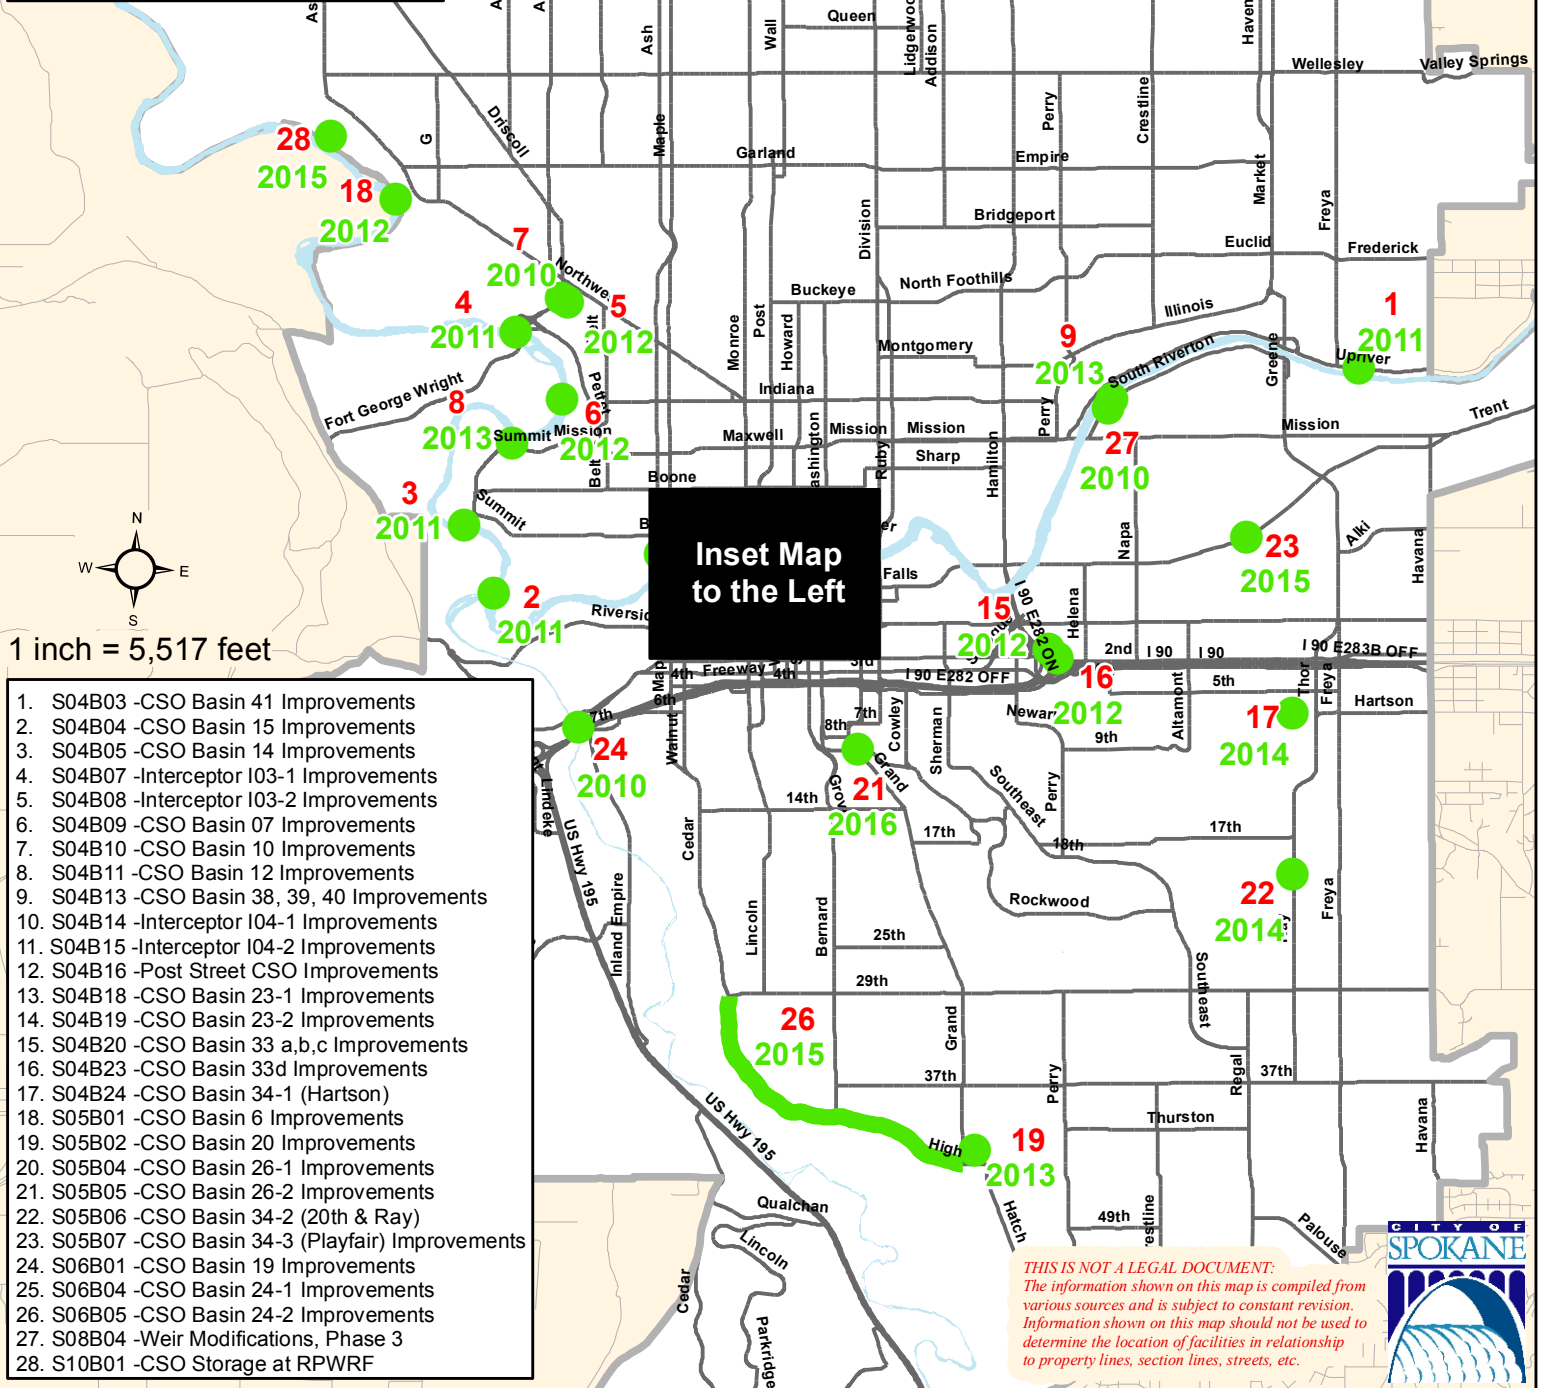 Queen
Ash
Wall
Lidgerwood
Addison
Haven
Wellesley
Valley Springs
Driscoll
G
Maple
Garland
Perry
Crestline
Empire
Market
Freya
28
2015
18
2012
Division
Bridgeport
Euclid
Frederick
7
2010
4
2011
5
2012
Buckeye
North Foothills
Illinois
1
2011
Upriver
Monroe
Post
Howard
Montgomery
9
2013
South Riverton
Greene
Fort George Wright
Pettet
Indiana
8
2013
Summit
Mission
6
2012
Belt
Maxwell
Mission
Mission
Sharp
Ruby
Hamilton
Perry
27
2010
Mission
Trent
Boone
3
2011
Summit
Napa
23
2015
Alki
Havana
Inset Map
to the Left
Falls
N
W
E
S
2
2011
15
2012
I 90 E282 ON
Helena
1 inch = 5,517 feet
Map
4th
Freeway
4th
3rd
I 90 E282 OFF
2nd
I 90
I 90
I 90 E283B OFF
16
2012
5th
Thor
Freya
Hartson
6th
7th
24
2010
Walnut
8th
7th
Cowley
Sherman
9th
Altamont
17
2014
21
2016
Grand
Southeast
Perry
Lindeke
US Hwy 195
Cedar
14th
17th
18th
17th
22
2014
Freya
Rockwood
Inland Empire
Lincoln
Bernard
25th
29th
Southeast
26
2015
Grand
37th
Perry
Regal
37th
US Hwy 195
High
19
2013
Thurston
Havana
Qualchan
Lincoln
Hatch
49th
Palouse
Cedar
Parkridge
1. S04B03 -CSO Basin 41 Improvements
2. S04B04 -CSO Basin 15 Improvements
3. S04B05 -CSO Basin 14 Improvements
4. S04B07 -Interceptor I03-1 Improvements
5. S04B08 -Interceptor I03-2 Improvements
6. S04B09 -CSO Basin 07 Improvements
7. S04B10 -CSO Basin 10 Improvements
8. S04B11 -CSO Basin 12 Improvements
9. S04B13 -CSO Basin 38, 39, 40 Improvements
10. S04B14 -Interceptor I04-1 Improvements
11. S04B15 -Interceptor I04-2 Improvements
12. S04B16 -Post Street CSO Improvements
13. S04B18 -CSO Basin 23-1 Improvements
14. S04B19 -CSO Basin 23-2 Improvements
15. S04B20 -CSO Basin 33 a,b,c Improvements
16. S04B23 -CSO Basin 33d Improvements
17. S04B24 -CSO Basin 34-1 (Hartson)
18. S05B01 -CSO Basin 6 Improvements
19. S05B02 -CSO Basin 20 Improvements
20. S05B04 -CSO Basin 26-1 Improvements
21. S05B05 -CSO Basin 26-2 Improvements
22. S05B06 -CSO Basin 34-2 (20th & Ray)
23. S05B07 -CSO Basin 34-3 (Playfair) Improvements
24. S06B01 -CSO Basin 19 Improvements
25. S06B04 -CSO Basin 24-1 Improvements
26. S06B05 -CSO Basin 24-2 Improvements
27. S08B04 -Weir Modifications, Phase 3
28. S10B01 -CSO Storage at RPWRF
THIS IS NOT A LEGAL DOCUMENT:
The information shown on this map is compiled from
various sources and is subject to constant revision.
Information shown on this map should not be used to
determine the location of facilities in relationship
to property lines, section lines, streets, etc.
CITY OF
SPOKANE